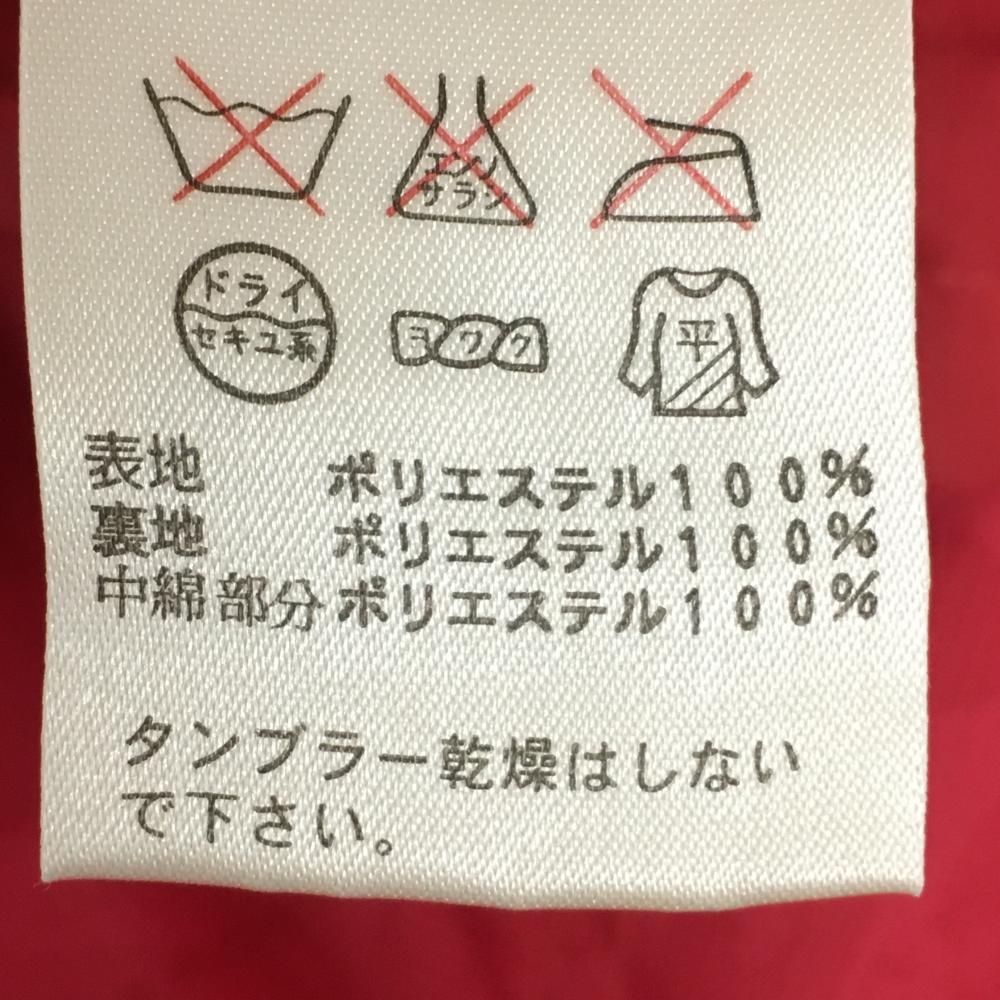 エンソ
サラシ
ドライ
セキユ系
ヨワク
平
表地 ポリエステル100%
裏地 ポリエステル100%
中綿部分 ポリエステル100%
タンブラー乾燥はしない
で下さい。